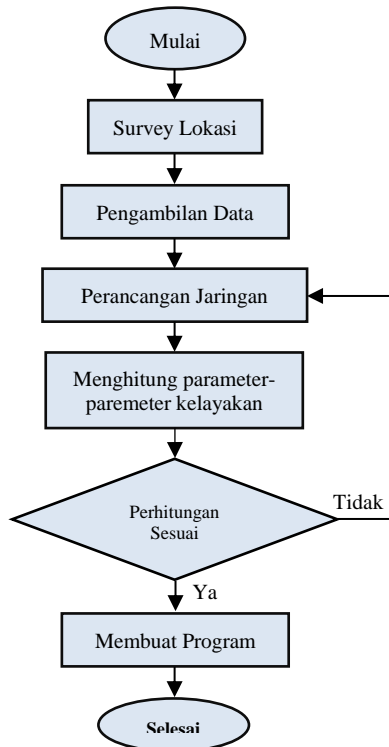 Mulai
Survey Lokasi
Pengambilan Data
Perancangan Jaringan
Menghitung parameter-
paremeter kelayakan
Perhitungan
Sesuai
Tidak
Ya
Membuat Program
Selesai